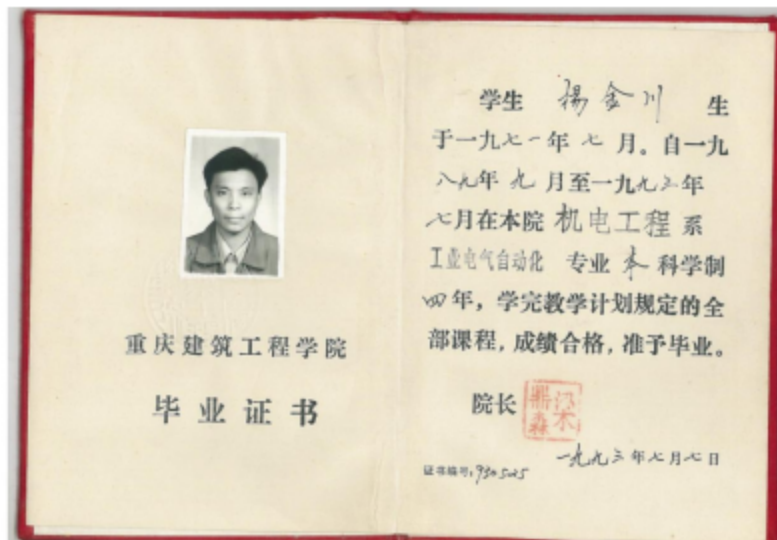 重庆建筑工程学院
毕业证书
学生 楊金川 生
于一九七一年七月。自一九
八九年九月至一九九三年
七月在本院机电工程系
工业电气自动化 专业本科学制
四年，学完教学计划规定的全
部课程，成绩合格，准予毕业。
院长 梁鼎森
一九九三年七月七日
证书编号：930525